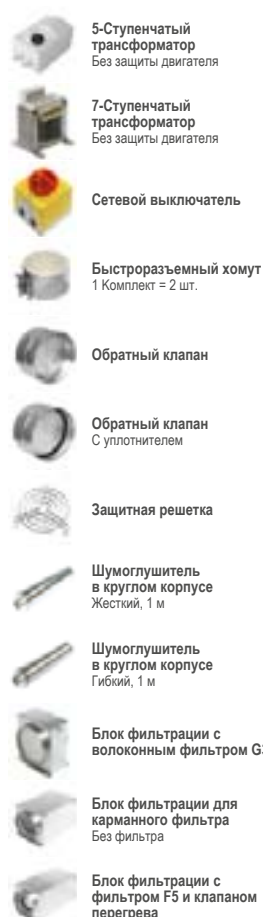 5-Ступенчатый
трансформатор
Без защиты двигателя
7-Ступенчатый
трансформатор
Без защиты двигателя
Сетевой выключатель
Быстроразъемный хомут
1 Комплект = 2 шт.
Обратный клапан
Обратный клапан
С уплотнителем
Защитная решетка
Шумоглушитель
в круглом корпусе
Жесткий, 1 м
Шумоглушитель
в круглом корпусе
Гибкий, 1 м
Блок фильтрации с
волоконным фильтром
Блок фильтрации для
карманного фильтра
Без фильтра
Блок фильтрации с
фильтром F5 и клапаном
перегрева